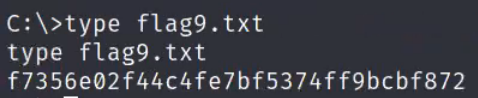 C:\>type flag9.txt
type flag9.txt
f7356e02f44c4fe7bf5374ff9bcbf872